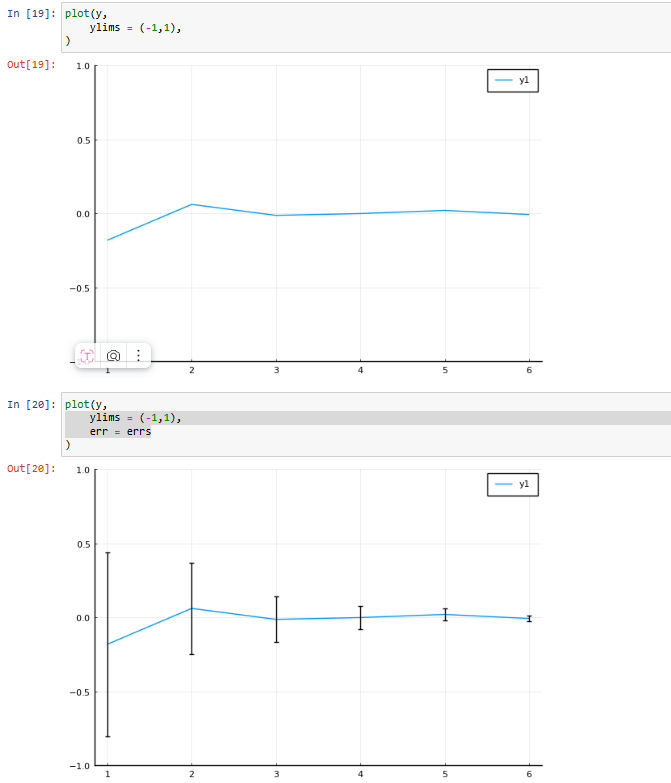 In [19]: plot(y,
ylims = (-1,1),
)
Out[19]:
1.0
y1
0.5
0.0
−0.5
1 2 3 4 5 6
In [20]: plot(y,
ylims = (-1,1),
err = errs
)
Out[20]:
1.0
y1
0.5
0.0
−0.5
−1.0
1 2 3 4 5 6